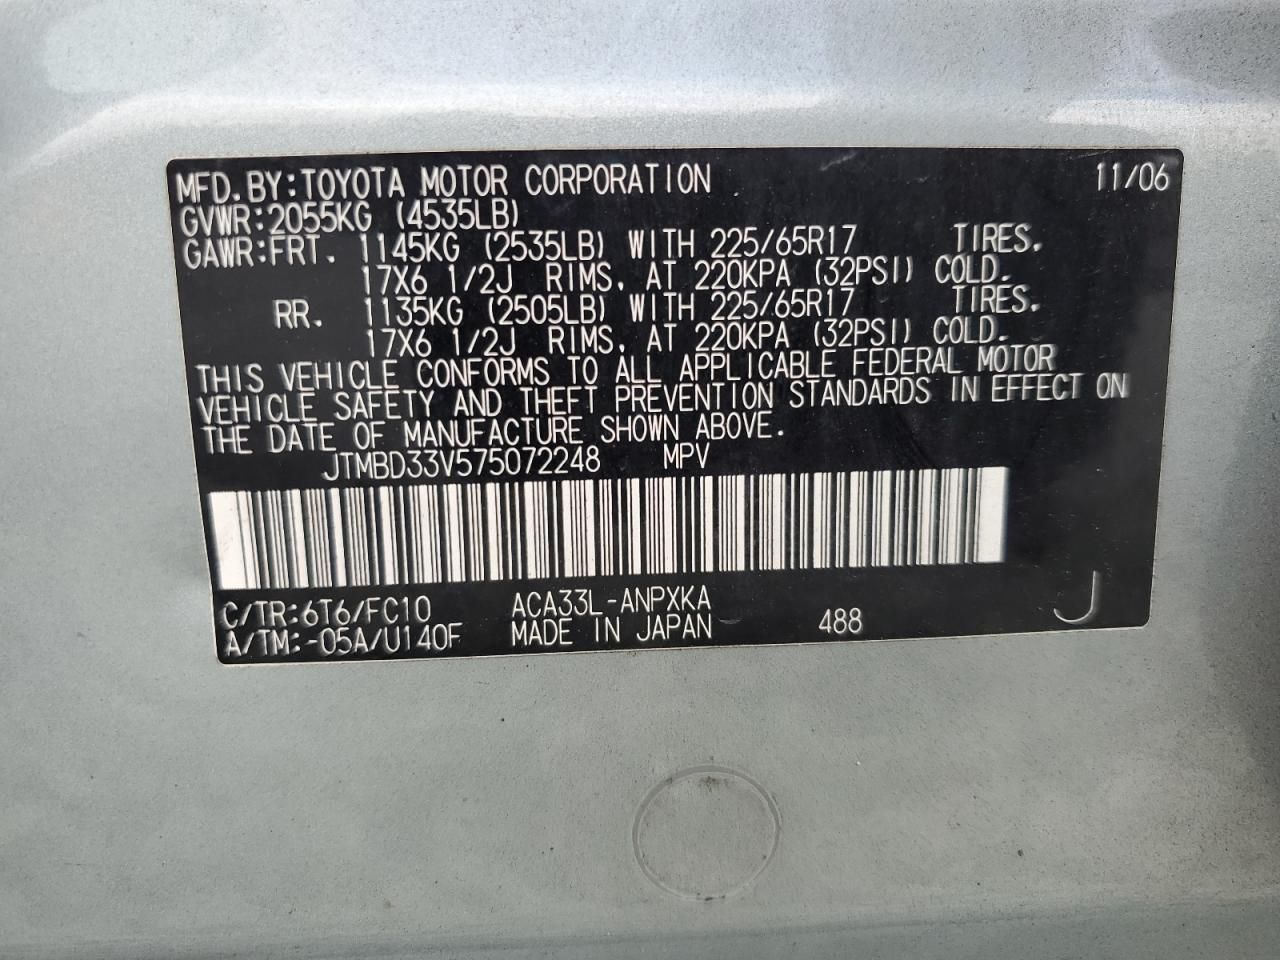 MFD.BY:TOYOTA MOTOR CORPORATION 11/06
GVWR:2055KG (4535LB)
GAWR:FRT. 1145KG (2535LB) WITH 225/65R17 TIRES,
17X6 1/2J RIMS, AT 220KPA (32PSI) COLD.
RR. 1135KG (2505LB) WITH 225/65R17 TIRES,
17X6 1/2J RIMS, AT 220KPA (32PSI) COLD.
THIS VEHICLE CONFORMS TO ALL APPLICABLE FEDERAL MOTOR
VEHICLE SAFETY AND THEFT PREVENTION STANDARDS IN EFFECT ON
THE DATE OF MANUFACTURE SHOWN ABOVE.
JTMBD33V575072248 MPV
C/TR:6T6/FC10 ACA33L-ANPXKA
A/TM:-05A/U140F MADE IN JAPAN 488 J